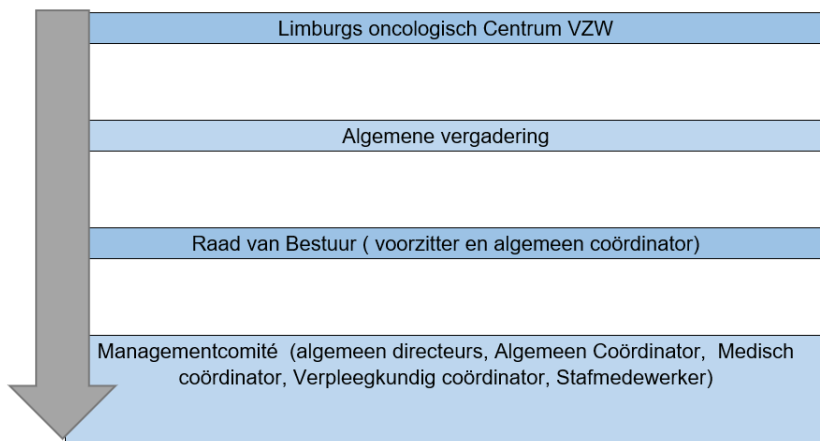 Limburgs oncologisch Centrum VZW
Algemene vergadering
Raad van Bestuur ( voorzitter en algemeen coördinator)
Managementcomité (algemeen directeurs, Algemeen Coördinator, Medisch
coördinator, Verpleegkundig coördinator, Stafmedewerker)